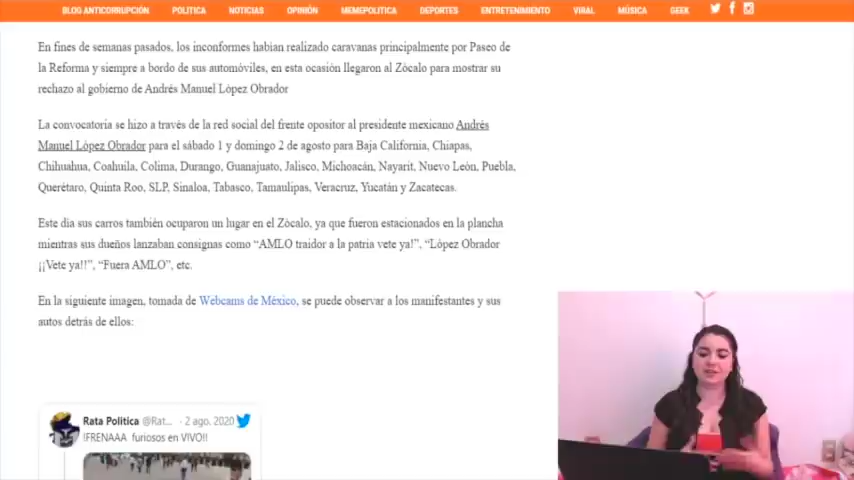 BLOG ANTICORRUPCIÓN POLÍTICA NOTICIAS OPINIÓN MEMEPOLITICA DEPORTES ENTRETENIMIENTO VIRAL MÚSICA GEEK
En fines de semanas pasados, los inconformes habían realizado caravanas principalmente por Paseo de
la Reforma y siempre a bordo de sus automóviles, en esta ocasión llegaron al Zócalo para mostrar su
rechazo al gobierno de Andrés Manuel López Obrador
La convocatoria se hizo a través de la red social del frente opositor al presidente mexicano Andrés
Manuel López Obrador para el sábado 1 y domingo 2 de agosto para Baja California, Chiapas,
Chihuahua, Coahuila, Colima, Durango, Guanajuato, Jalisco, Michoacán, Nayarit, Nuevo León, Puebla,
Querétaro, Quinta Roo, SLP, Sinaloa, Tabasco, Tamaulipas, Veracruz, Yucatán y Zacatecas.
Este día sus carros también ocuparon un lugar en el Zócalo, ya que fueron estacionados en la plancha
mientras sus dueños lanzaban consignas como “AMLO traidor a la patria vete ya!”, “López Obrador
¡¡Vete ya!!”, “Fuera AMLO”, etc.
En la siguiente imagen, tomada de Webcams de México, se puede observar a los manifestantes y sus
autos detrás de ellos:
Rata Politica @Rat... · 2 ago. 2020
!FRENAAA furiosos en VIVO!!